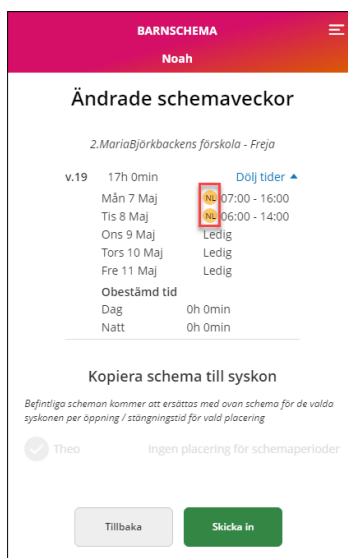 BARNSCHEMA
Noah
Ändrade schemaveckor
2.MariaBjörkbackens förskola - Freja
v.19 17h 0min Dölj tider
Mån 7 Maj NL 07:00 - 16:00
Tis 8 Maj NL 06:00 - 14:00
Ons 9 Maj Ledig
Tors 10 Maj Ledig
Fre 11 Maj Ledig
Obestämd tid
Dag 0h 0min
Natt 0h 0min
Kopiera schema till syskon
Befintliga scheman kommer att ersättas med ovan schema för de valda
syskonen per öppning / stängningstid för vald placering
Theo Ingen placering för schemaperioder
Tillbaka Skicka in